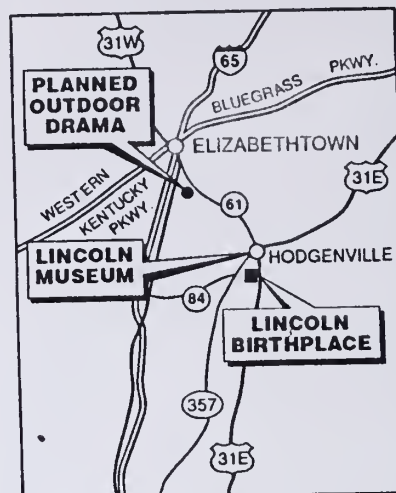 31W
65
PLANNED
OUTDOOR
DRAMA
BLUEGRASS PKWY.
ELIZABETHTOWN
31E
WESTERN
KENTUCKY
PKWY.
61
LINCOLN
MUSEUM
HODGENVILLE
84
LINCOLN
BIRTHPLACE
357
31E